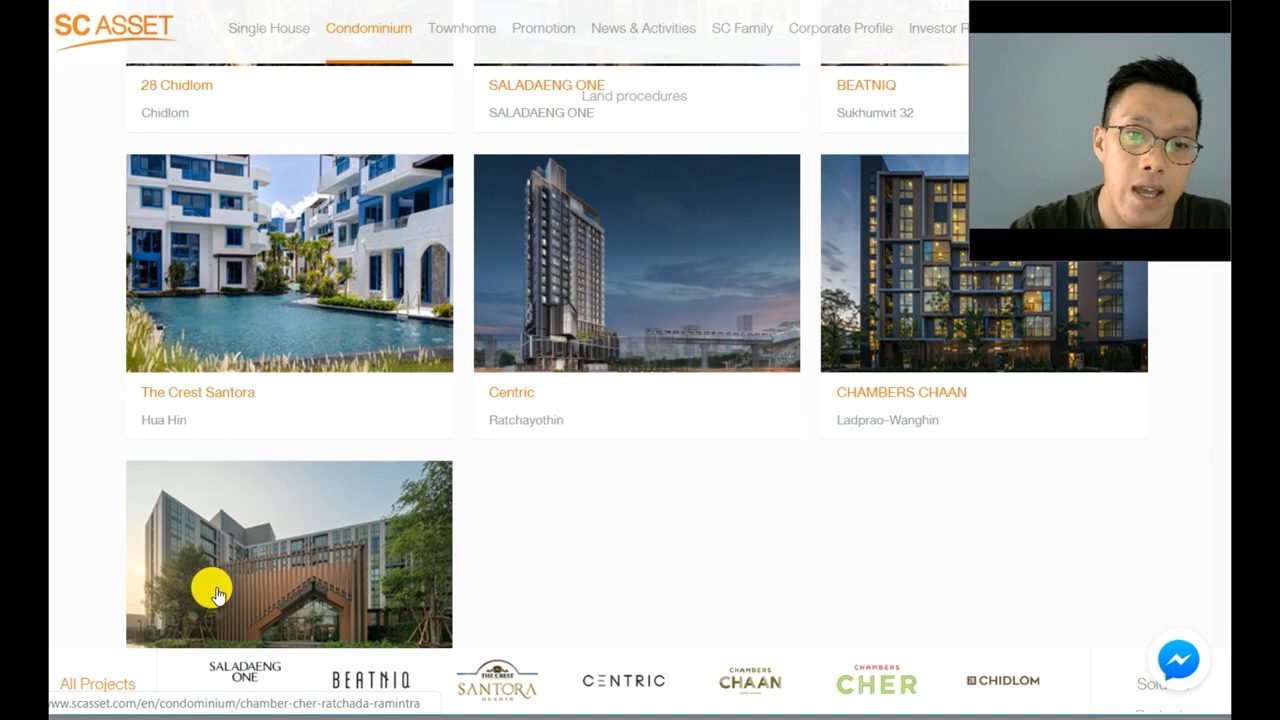 SC ASSET
Single House Condominium Townhome Promotion News & Activities SC Family Corporate Profile Investor R
28 Chidlom
Chidlom
SALADAENG ONE
Land procedures
SALADAENG ONE
BEATNIQ
Sukhumvit 32
The Crest Santora
Hua Hin
Centric
Ratchayothin
CHAMBERS CHAAN
Ladprao-Wanghin
All Projects
SALADAENG
ONE
BEATNIQ
THE CREST
SANTORA
HUAHIN
CENTRIC
CHAMBERS
CHAAN
CHAMBERS
CHER
28 CHIDLOM
www.scasset.com/en/condominium/chamber-cher-ratchada-ramintra